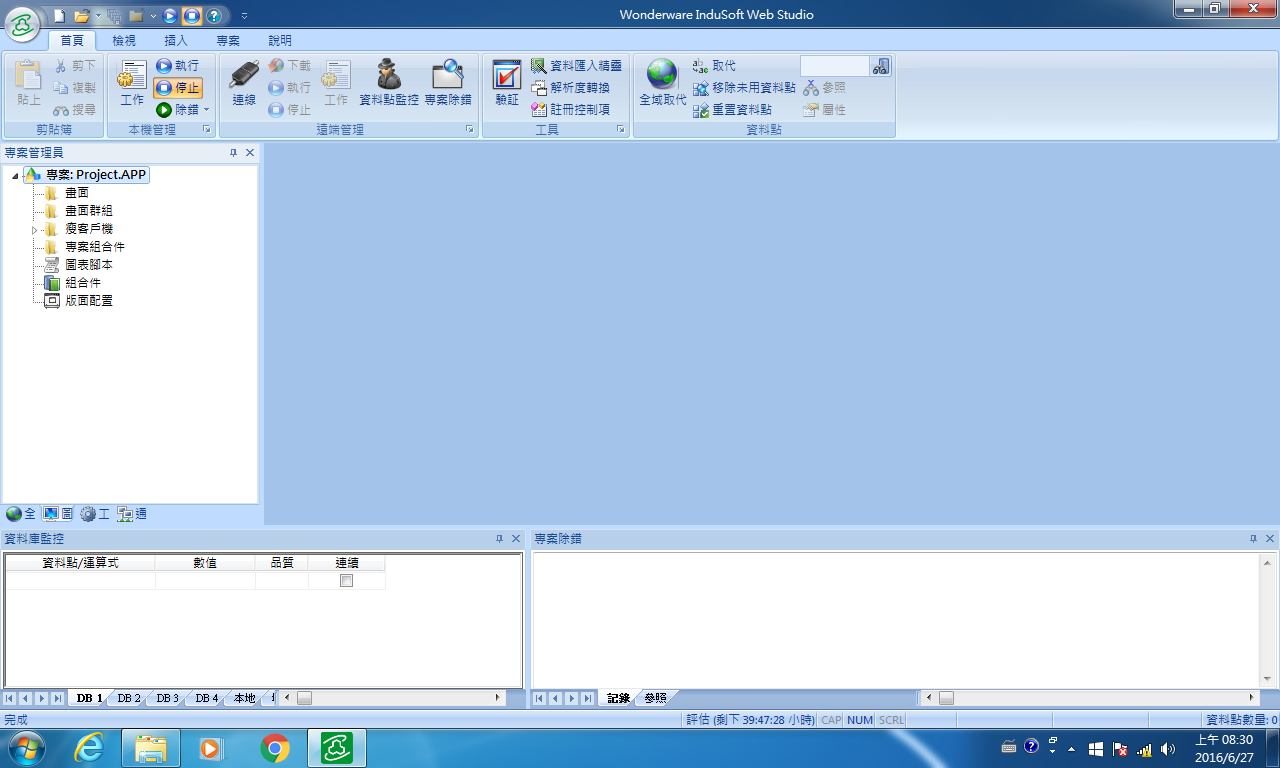 Wonderware InduSoft Web Studio
首頁 檢視 插入 專案 說明
貼上 剪下 複製 搜尋
剪貼簿
工作 執行 停止 除錯
本機管理
連線 下載 執行 停止 工作 資料點監控 專案除錯
遠端管理
驗証 資料匯入精靈 解析度轉換 註冊控制項
工具
全域取代 取代 移除未用資料點 重置資料點 參照 屬性
資料點
專案管理員
專案: Project.APP
畫面
畫面群組
瘦客戶機
專案組合件
圖表腳本
組合件
版面配置
全 圖 工 通
資料庫監控
資料點/運算式 數值 品質 連續
DB 1 DB 2 DB 3 DB 4 本地
專案除錯
記錄 參照
完成
評估 (剩下 39:47:28 小時) CAP NUM SCRL
資料點數量: 0
上午 08:30
2016/6/27